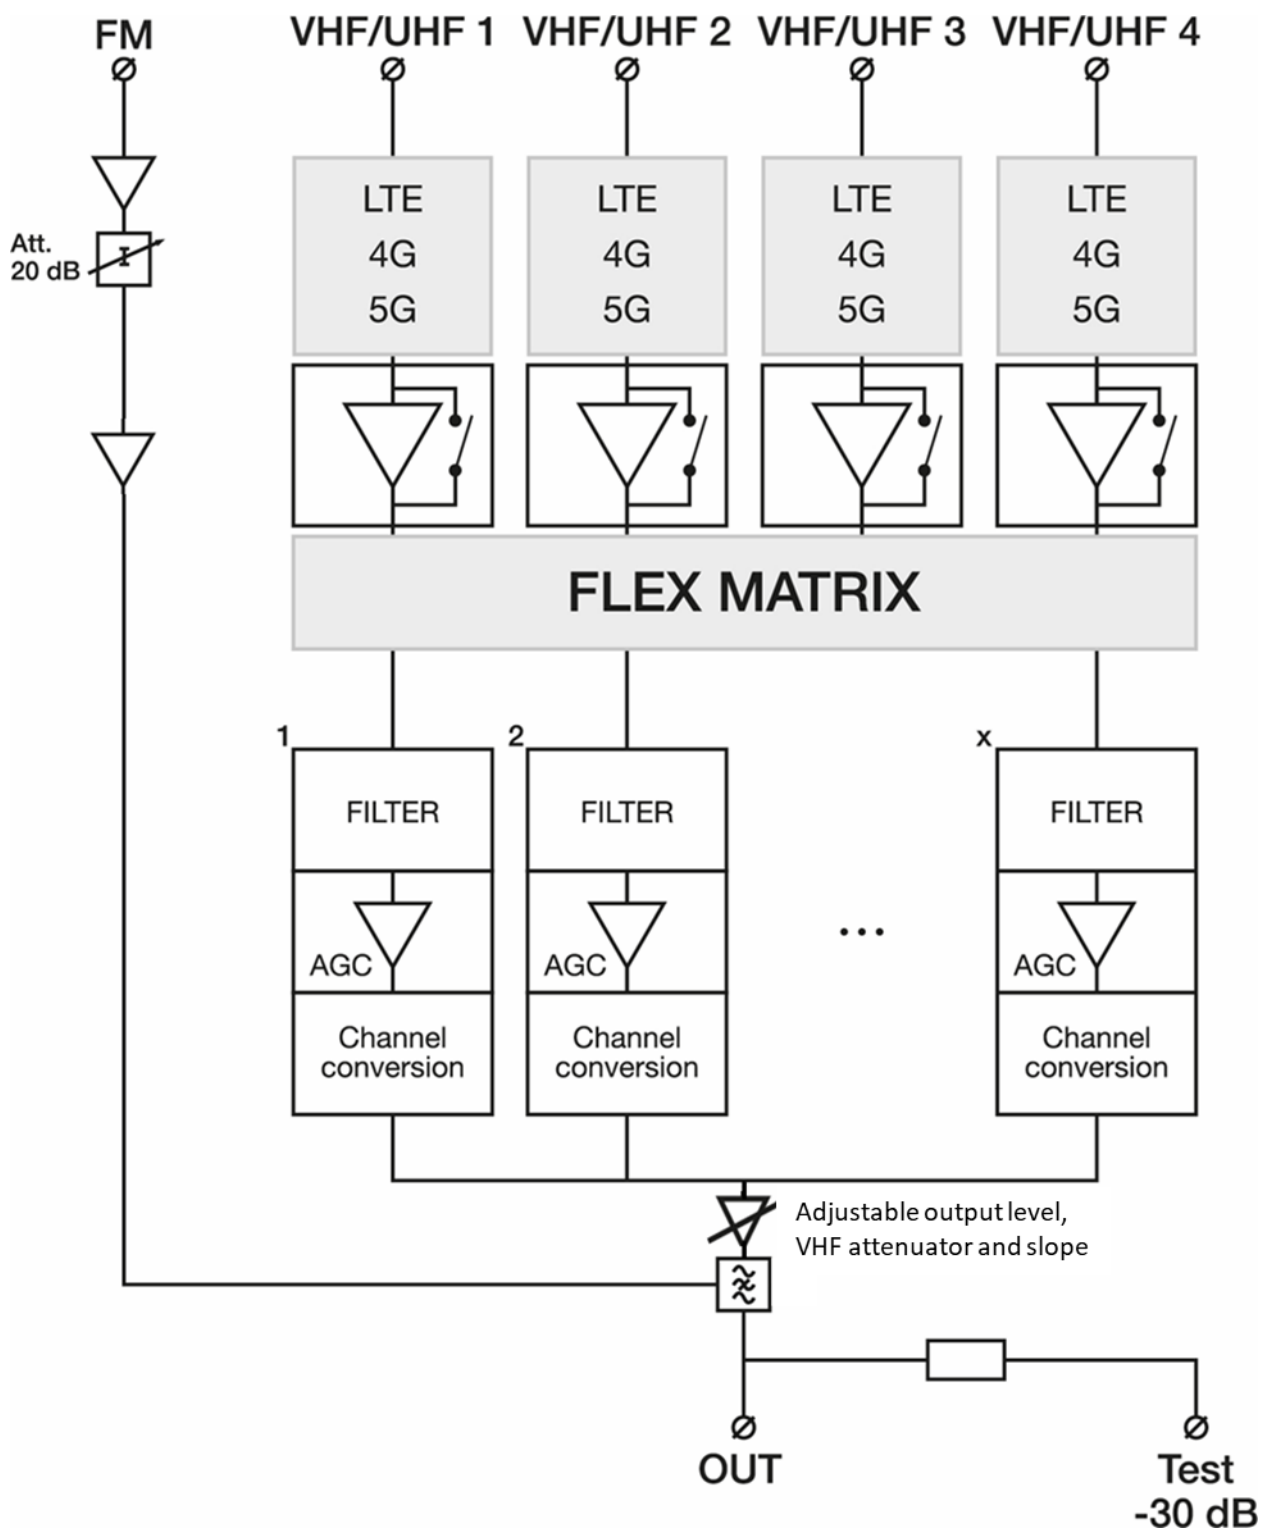 FM
VHF/UHF 1
VHF/UHF 2
VHF/UHF 3
VHF/UHF 4
Att.
20 dB
LTE
4G
5G
LTE
4G
5G
LTE
4G
5G
LTE
4G
5G
FLEX MATRIX
1
FILTER
AGC
Channel
conversion
2
FILTER
AGC
Channel
conversion
...
x
FILTER
AGC
Channel
conversion
Adjustable output level,
VHF attenuator and slope
OUT
Test
-30 dB